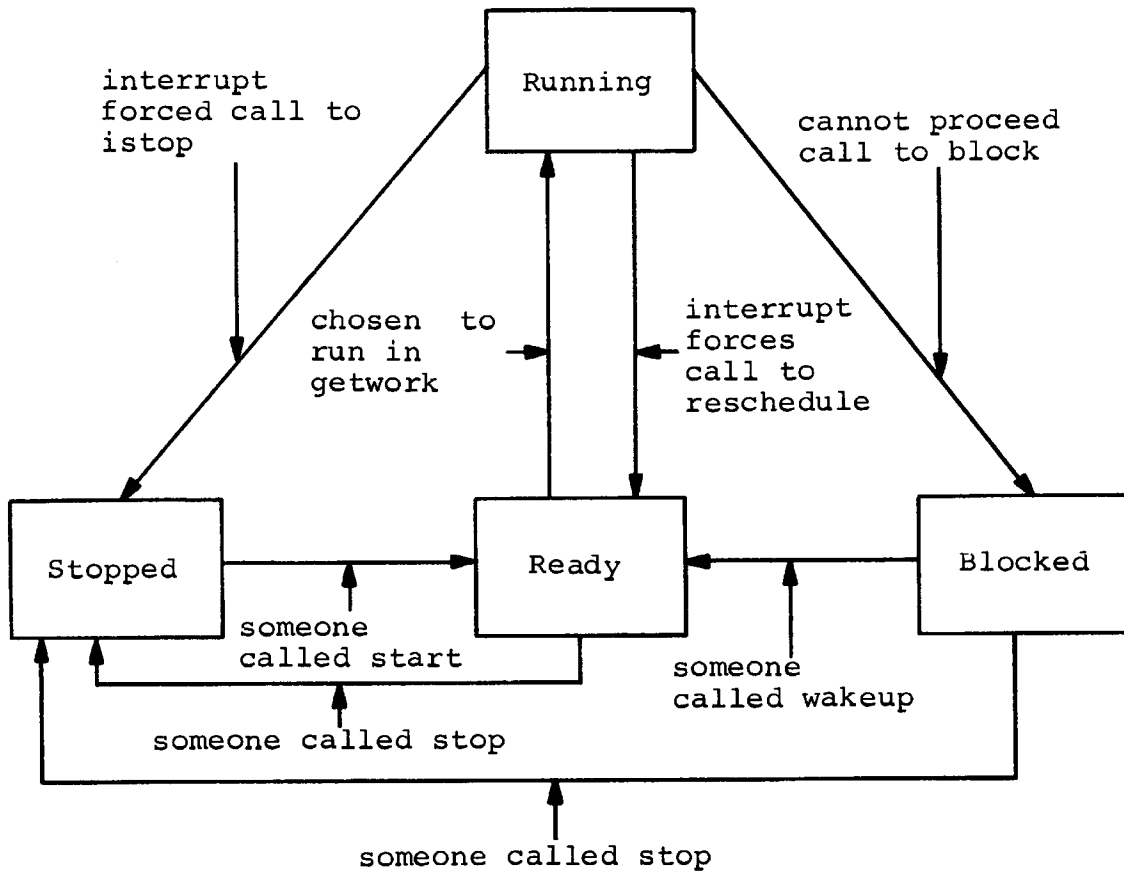 Running
interrupt
forced call to
istop
cannot proceed
call to block
chosen to
run in
getwork
interrupt
forces
call to
reschedule
Stopped
Ready
Blocked
someone
called start
someone
called wakeup
someone called stop
someone called stop